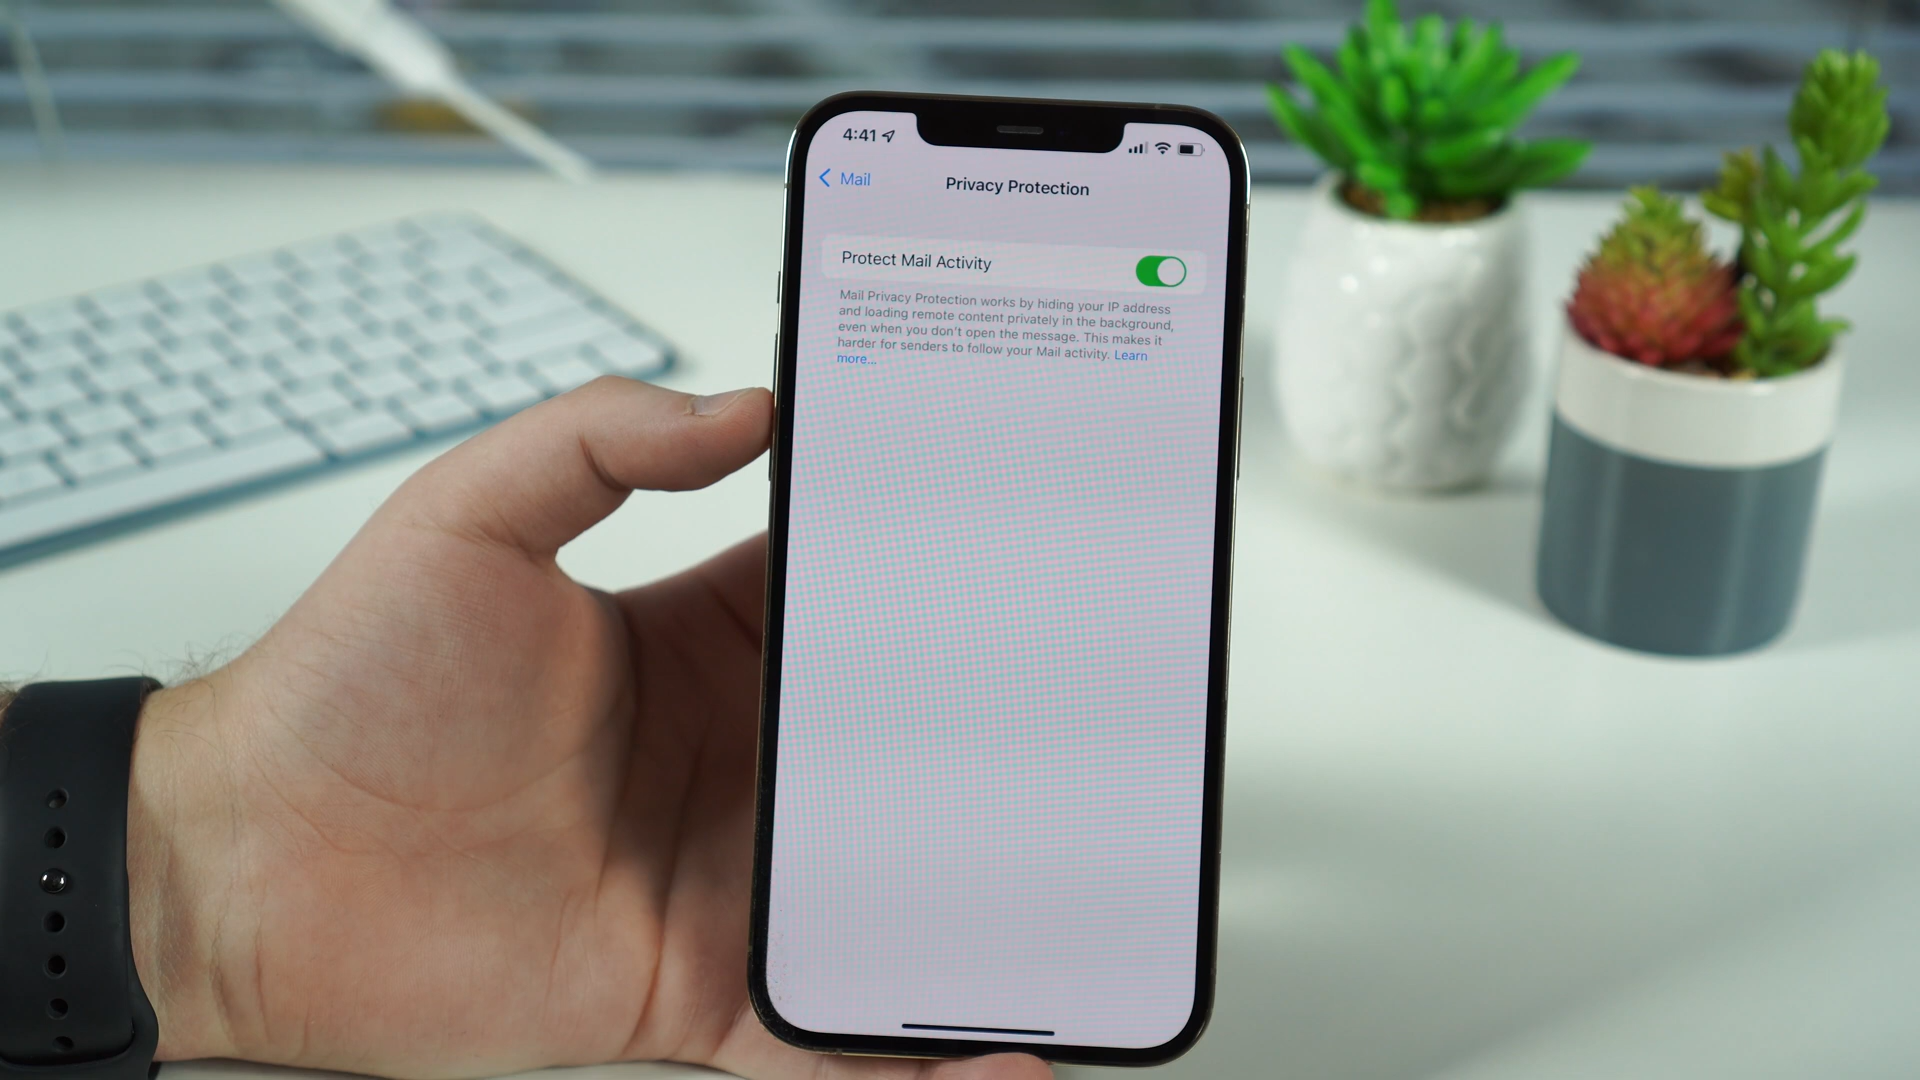 4:41
Mail
Privacy Protection
Protect Mail Activity
Mail Privacy Protection works by hiding your IP address
and loading remote content privately in the background,
even when you don't open the message. This makes it
harder for senders to follow your Mail activity. Learn
more...